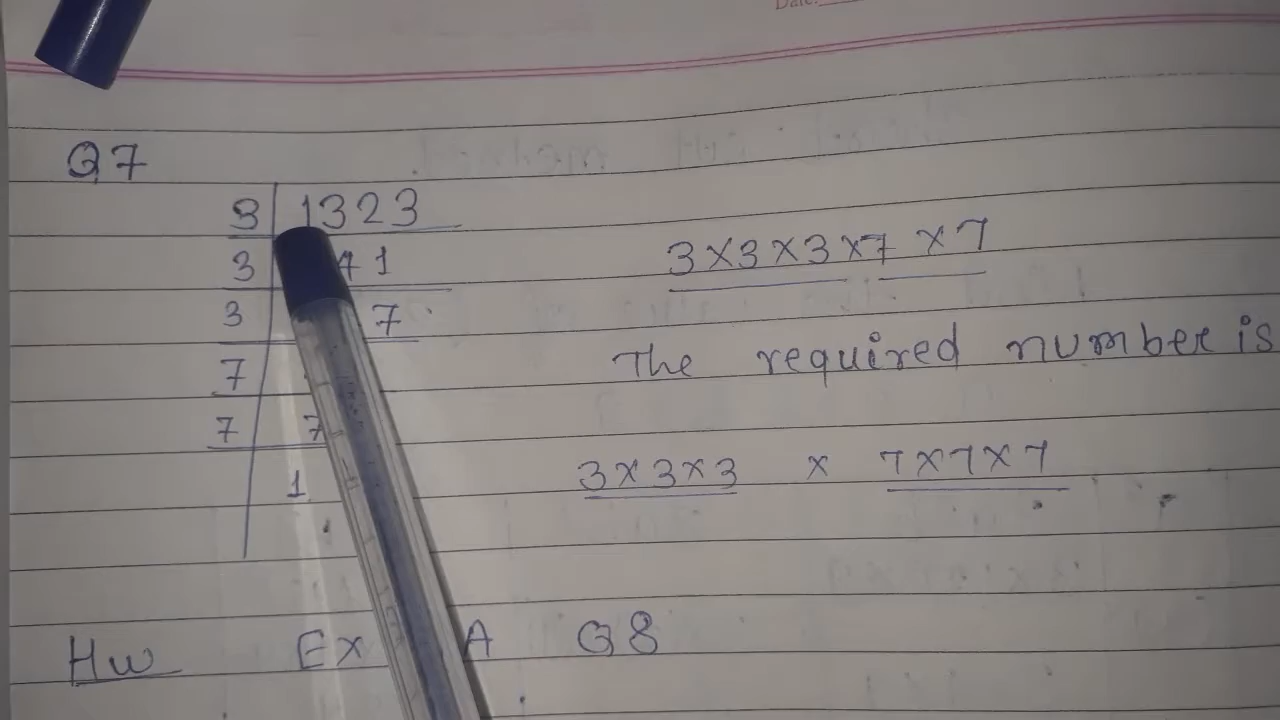 Date:
Q7
3 1323
3 41
3 7
7
7 7
1
3×3×3×7×7
The required number is
3×3×3 × 7×7×7
Hw Ex A Q8